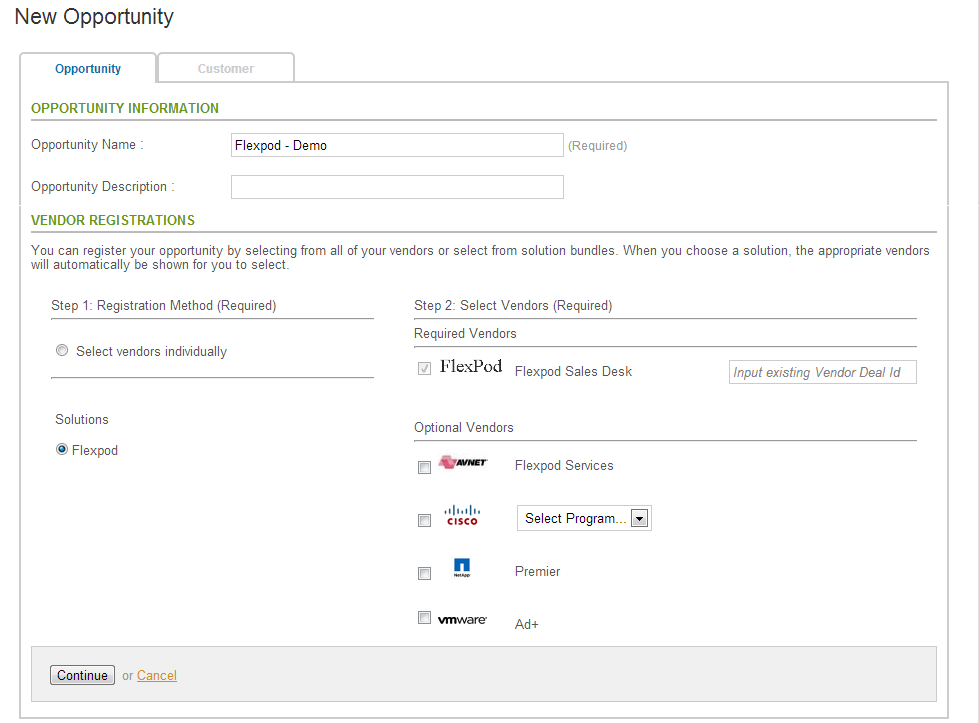 New Opportunity
Opportunity
Customer
OPPORTUNITY INFORMATION
Opportunity Name :
Flexpod - Demo
(Required)
Opportunity Description :
VENDOR REGISTRATIONS
You can register your opportunity by selecting from all of your vendors or select from solution bundles. When you choose a solution, the appropriate vendors
will automatically be shown for you to select.
Step 1: Registration Method (Required)
Select vendors individually
Solutions
Flexpod
Step 2: Select Vendors (Required)
Required Vendors
FlexPod
Flexpod Sales Desk
Input existing Vendor Deal Id
Optional Vendors
AVNET
Flexpod Services
CISCO
Select Program...
NetApp
Premier
vmware
Ad+
Continue or Cancel